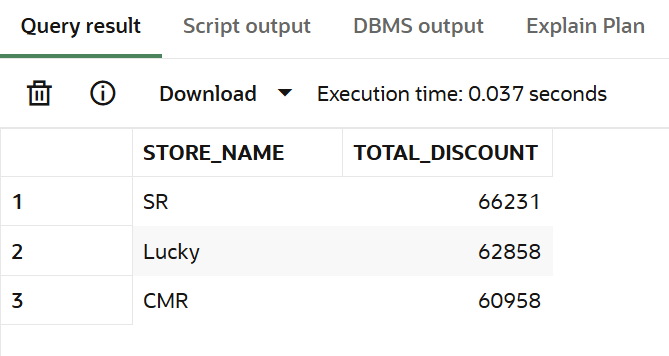 Query result Script output DBMS output Explain Plan
Download Execution time: 0.037 seconds
STORE_NAME TOTAL_DISCOUNT
1 SR 66231
2 Lucky 62858
3 CMR 60958